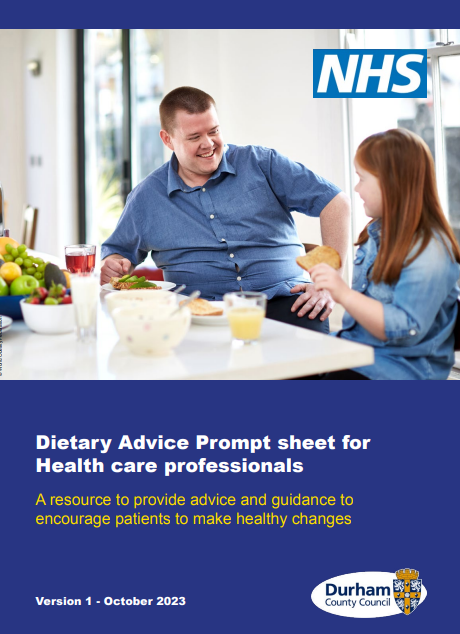 NHS
Dietary Advice Prompt sheet for
Health care professionals
A resource to provide advice and guidance to
encourage patients to make healthy changes
Version 1 - October 2023
Durham
County Council